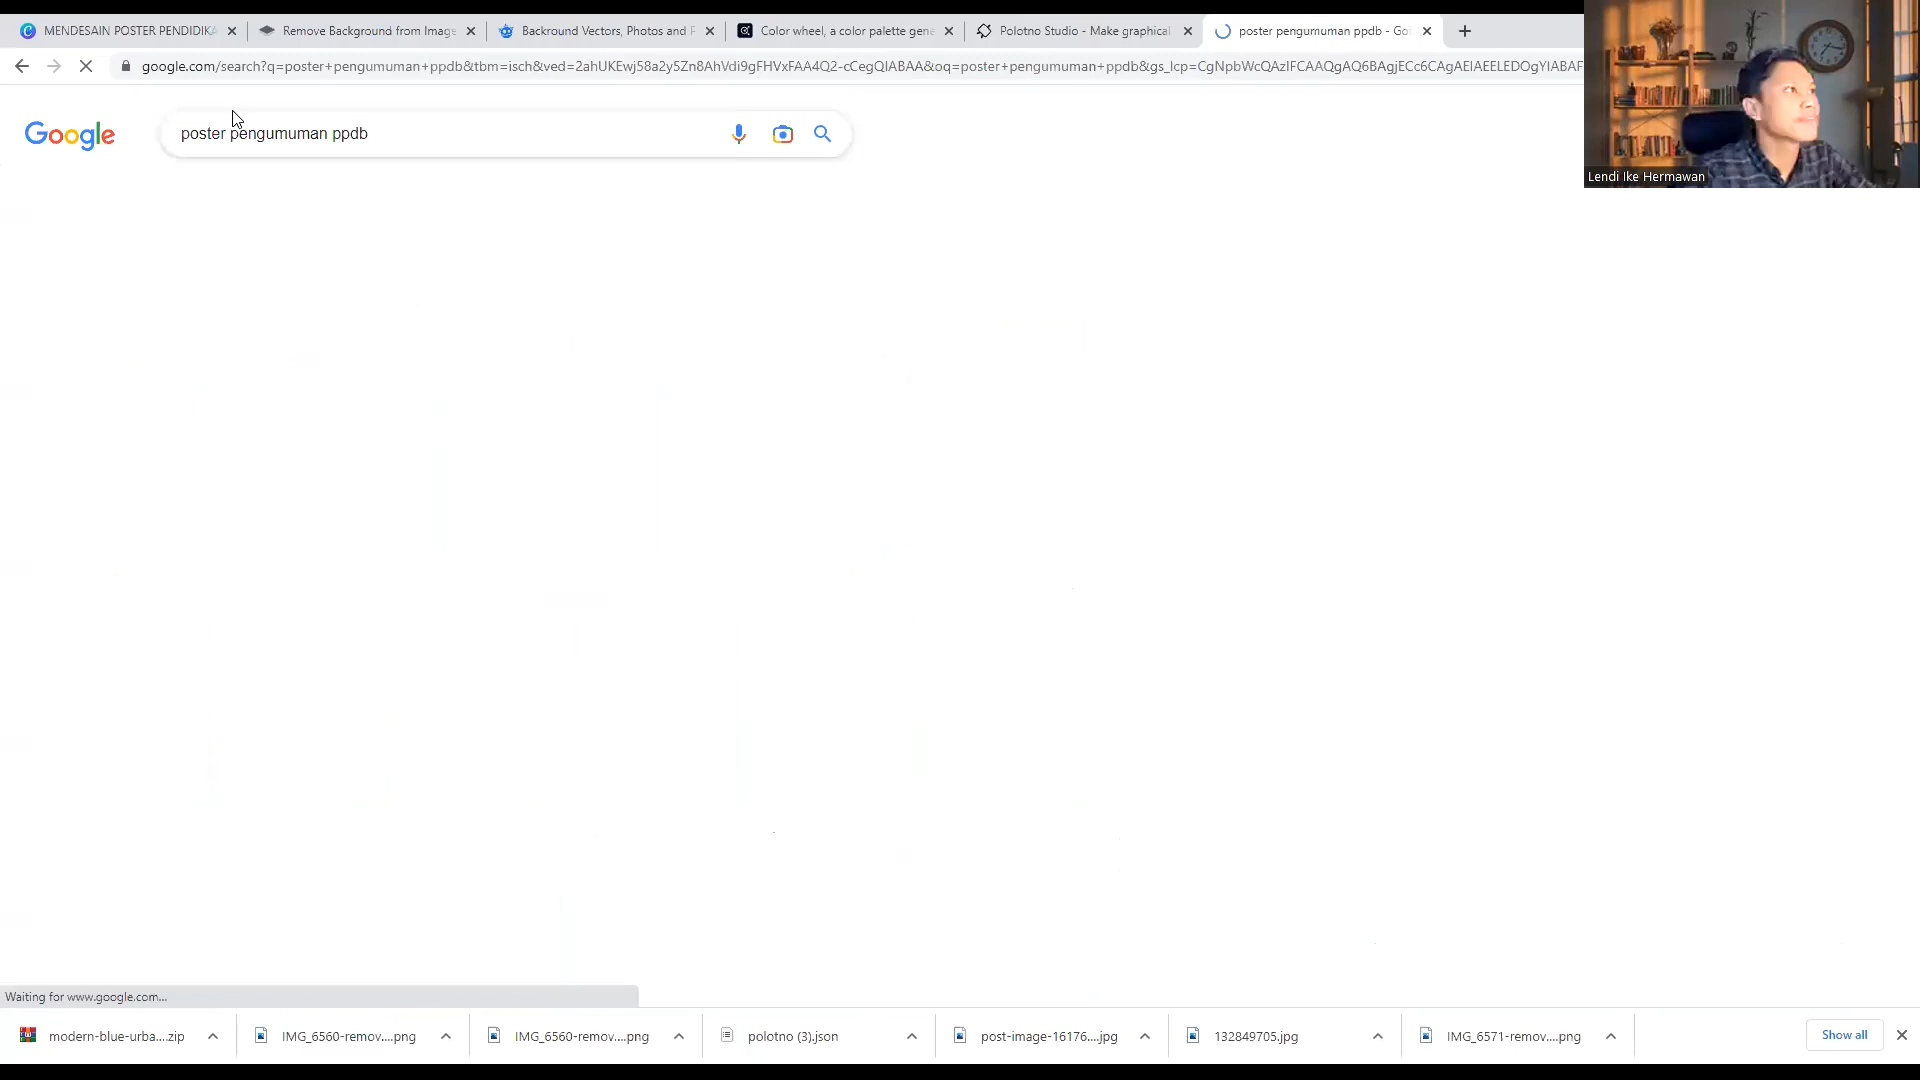 MENDESAIN POSTER PENDIDIKA
Remove Background from Image
Backround Vectors, Photos and F
Color wheel, a color palette gene
Polotno Studio - Make graphical
poster pengumuman ppdb - Go
google.com/search?q=poster+pengumuman+ppdb&tbm=isch&ved=2ahUKEwj58a2y5Zn8AhVdi9gFHVxFAA4Q2-cCegQIABAA&oq=poster+pengumuman+ppdb&gs_lcp=CgNpbWcQAzIFCAAQgAQ6BAgjECc6CAgAEIAEELEDOgYIABAF
Google
poster pengumuman ppdb
Lendi Ike Hermawan
Waiting for www.google.com...
modern-blue-urba....zip
IMG_6560-remov....png
IMG_6560-remov....png
polotno (3).json
post-image-16176....jpg
132849705.jpg
IMG_6571-remov....png
Show all